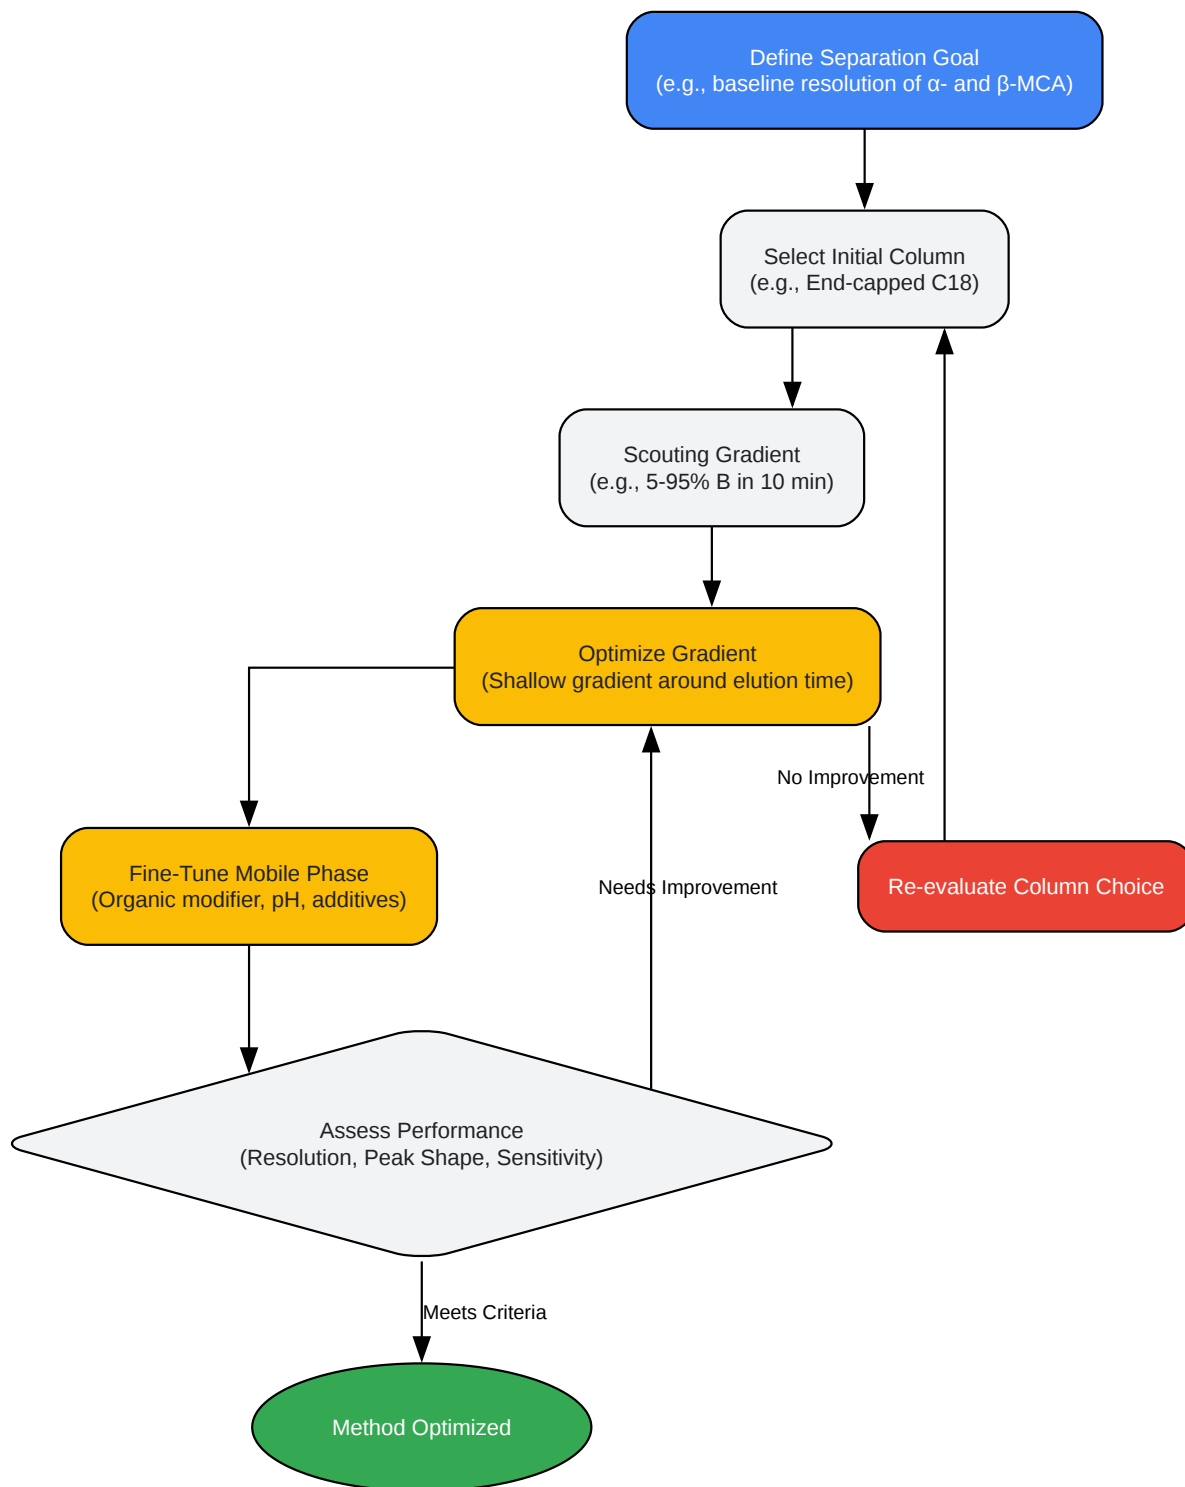 Define Separation Goal
(e.g., baseline resolution of α- and β-MCA)
Select Initial Column
(e.g., End-capped C18)
Scouting Gradient
(e.g., 5-95% B in 10 min)
Optimize Gradient
(Shallow gradient around elution time)
No Improvement
Fine-Tune Mobile Phase
(Organic modifier, pH, additives)
Needs Improvement
Re-evaluate Column Choice
Assess Performance
(Resolution, Peak Shape, Sensitivity)
Meets Criteria
Method Optimized